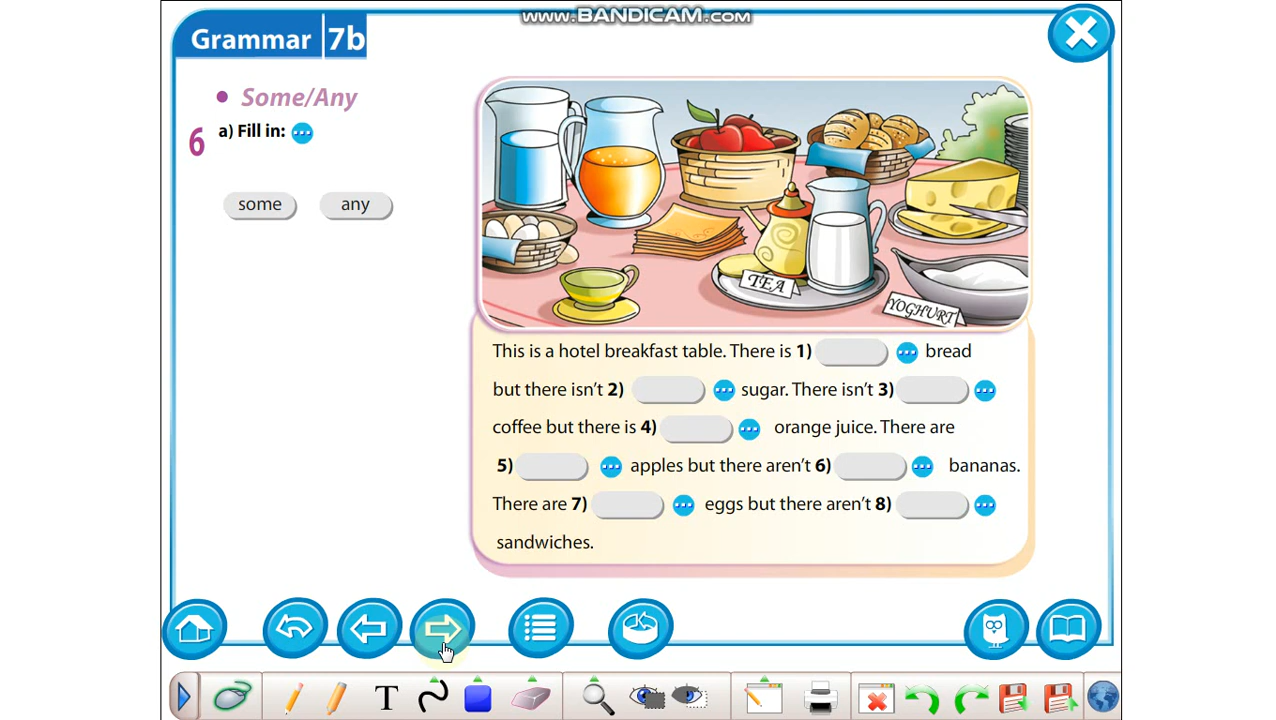 www.BANDICAM.com
Grammar 7b
• Some/Any
6 a) Fill in:
some any
TEA
YOGHURT
This is a hotel breakfast table. There is 1) bread
but there isn't 2) sugar. There isn't 3)
coffee but there is 4) orange juice. There are
5) apples but there aren't 6) bananas.
There are 7) eggs but there aren't 8)
sandwiches.
T